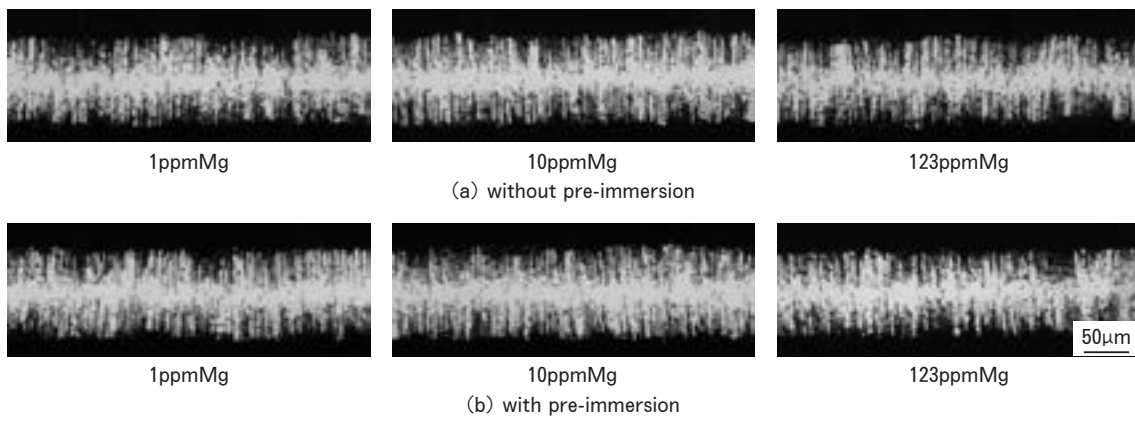 1ppmMg 10ppmMg 123ppmMg
(a) without pre-immersion
50μm
1ppmMg 10ppmMg 123ppmMg
(b) with pre-immersion